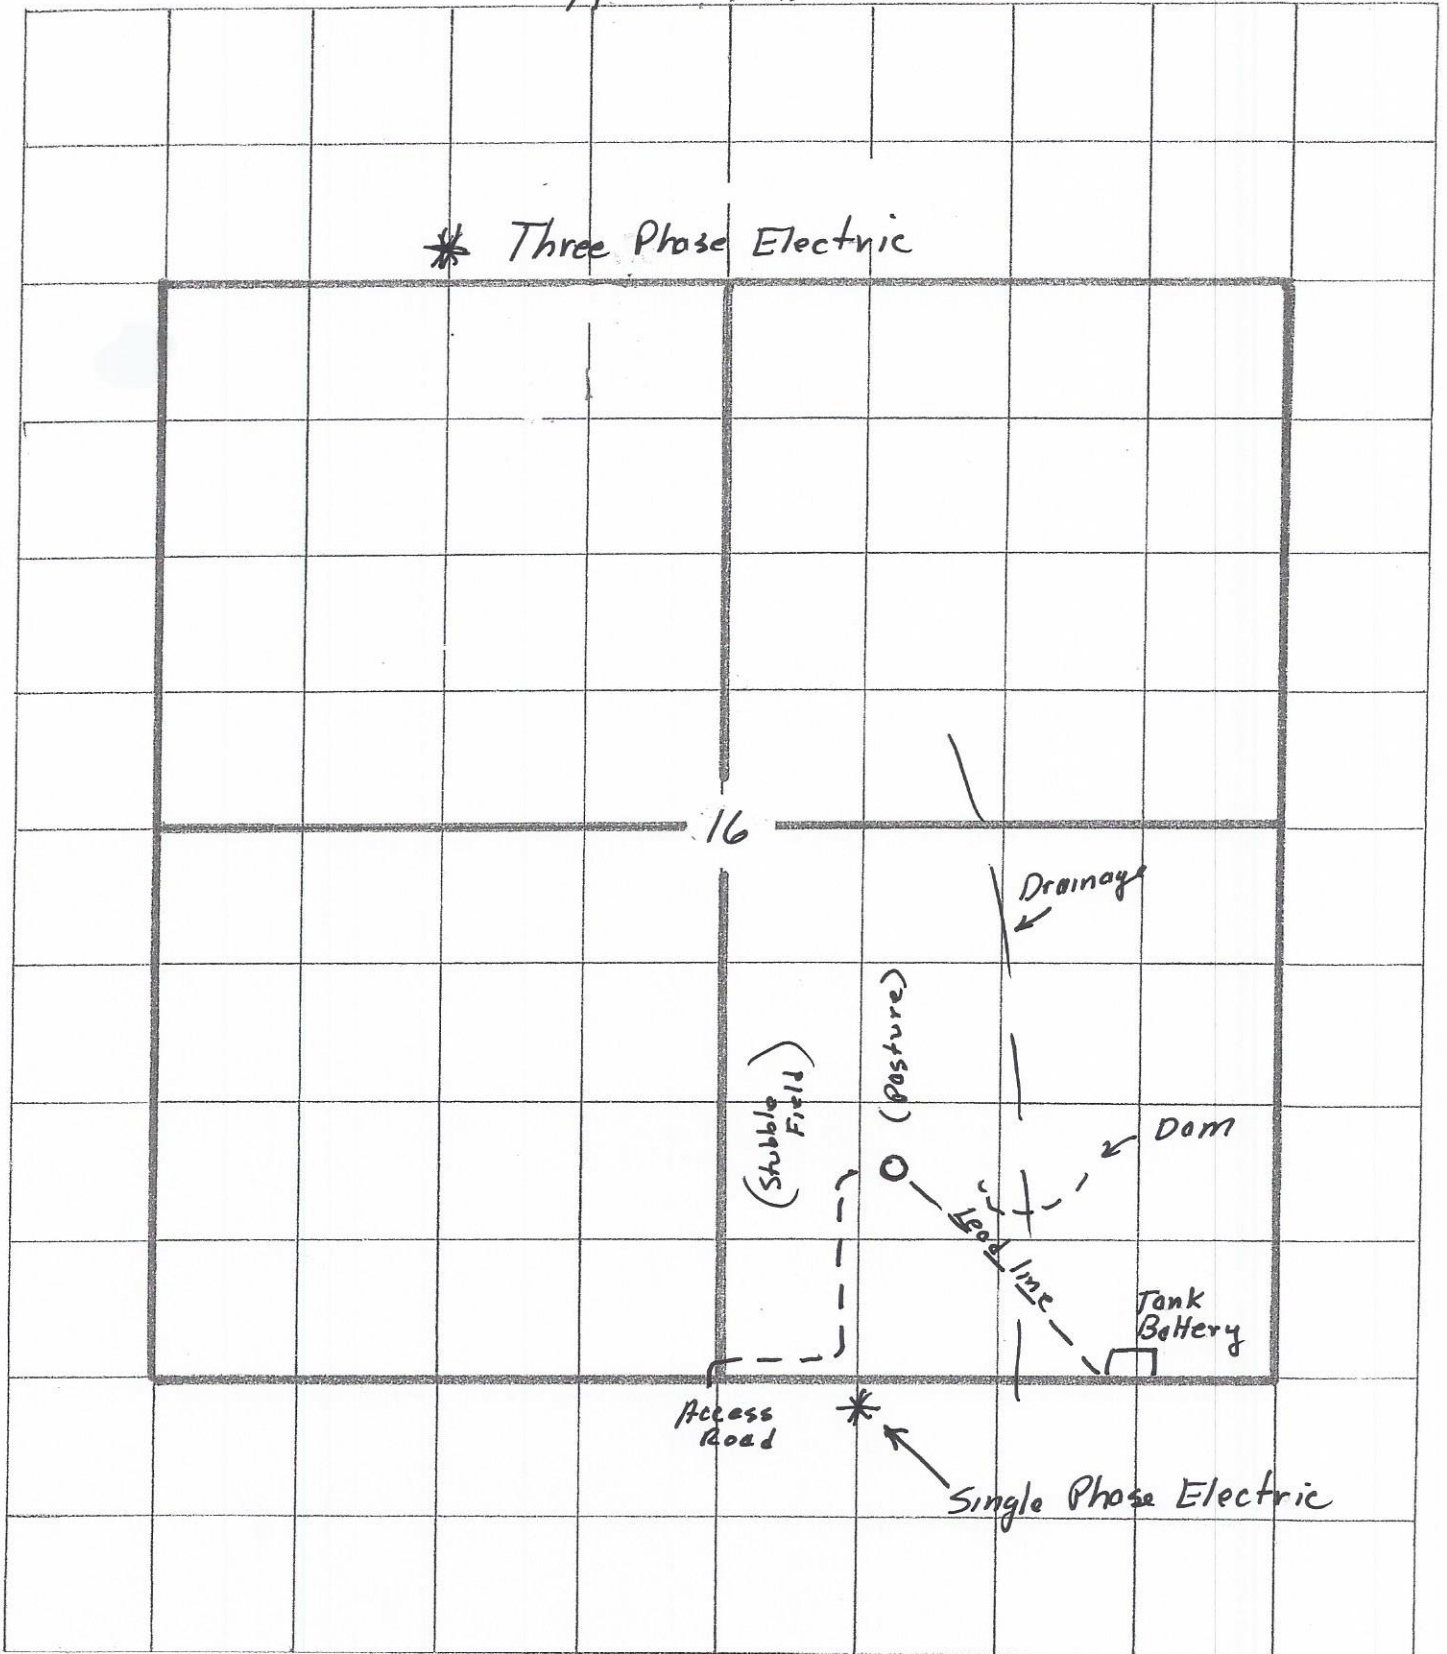 Three Phase Electric
16
Drainage
(Pasture)
(Stubble
Field)
Dam
Lead line
Tank
Battery
Access
Road
Single Phase Electric